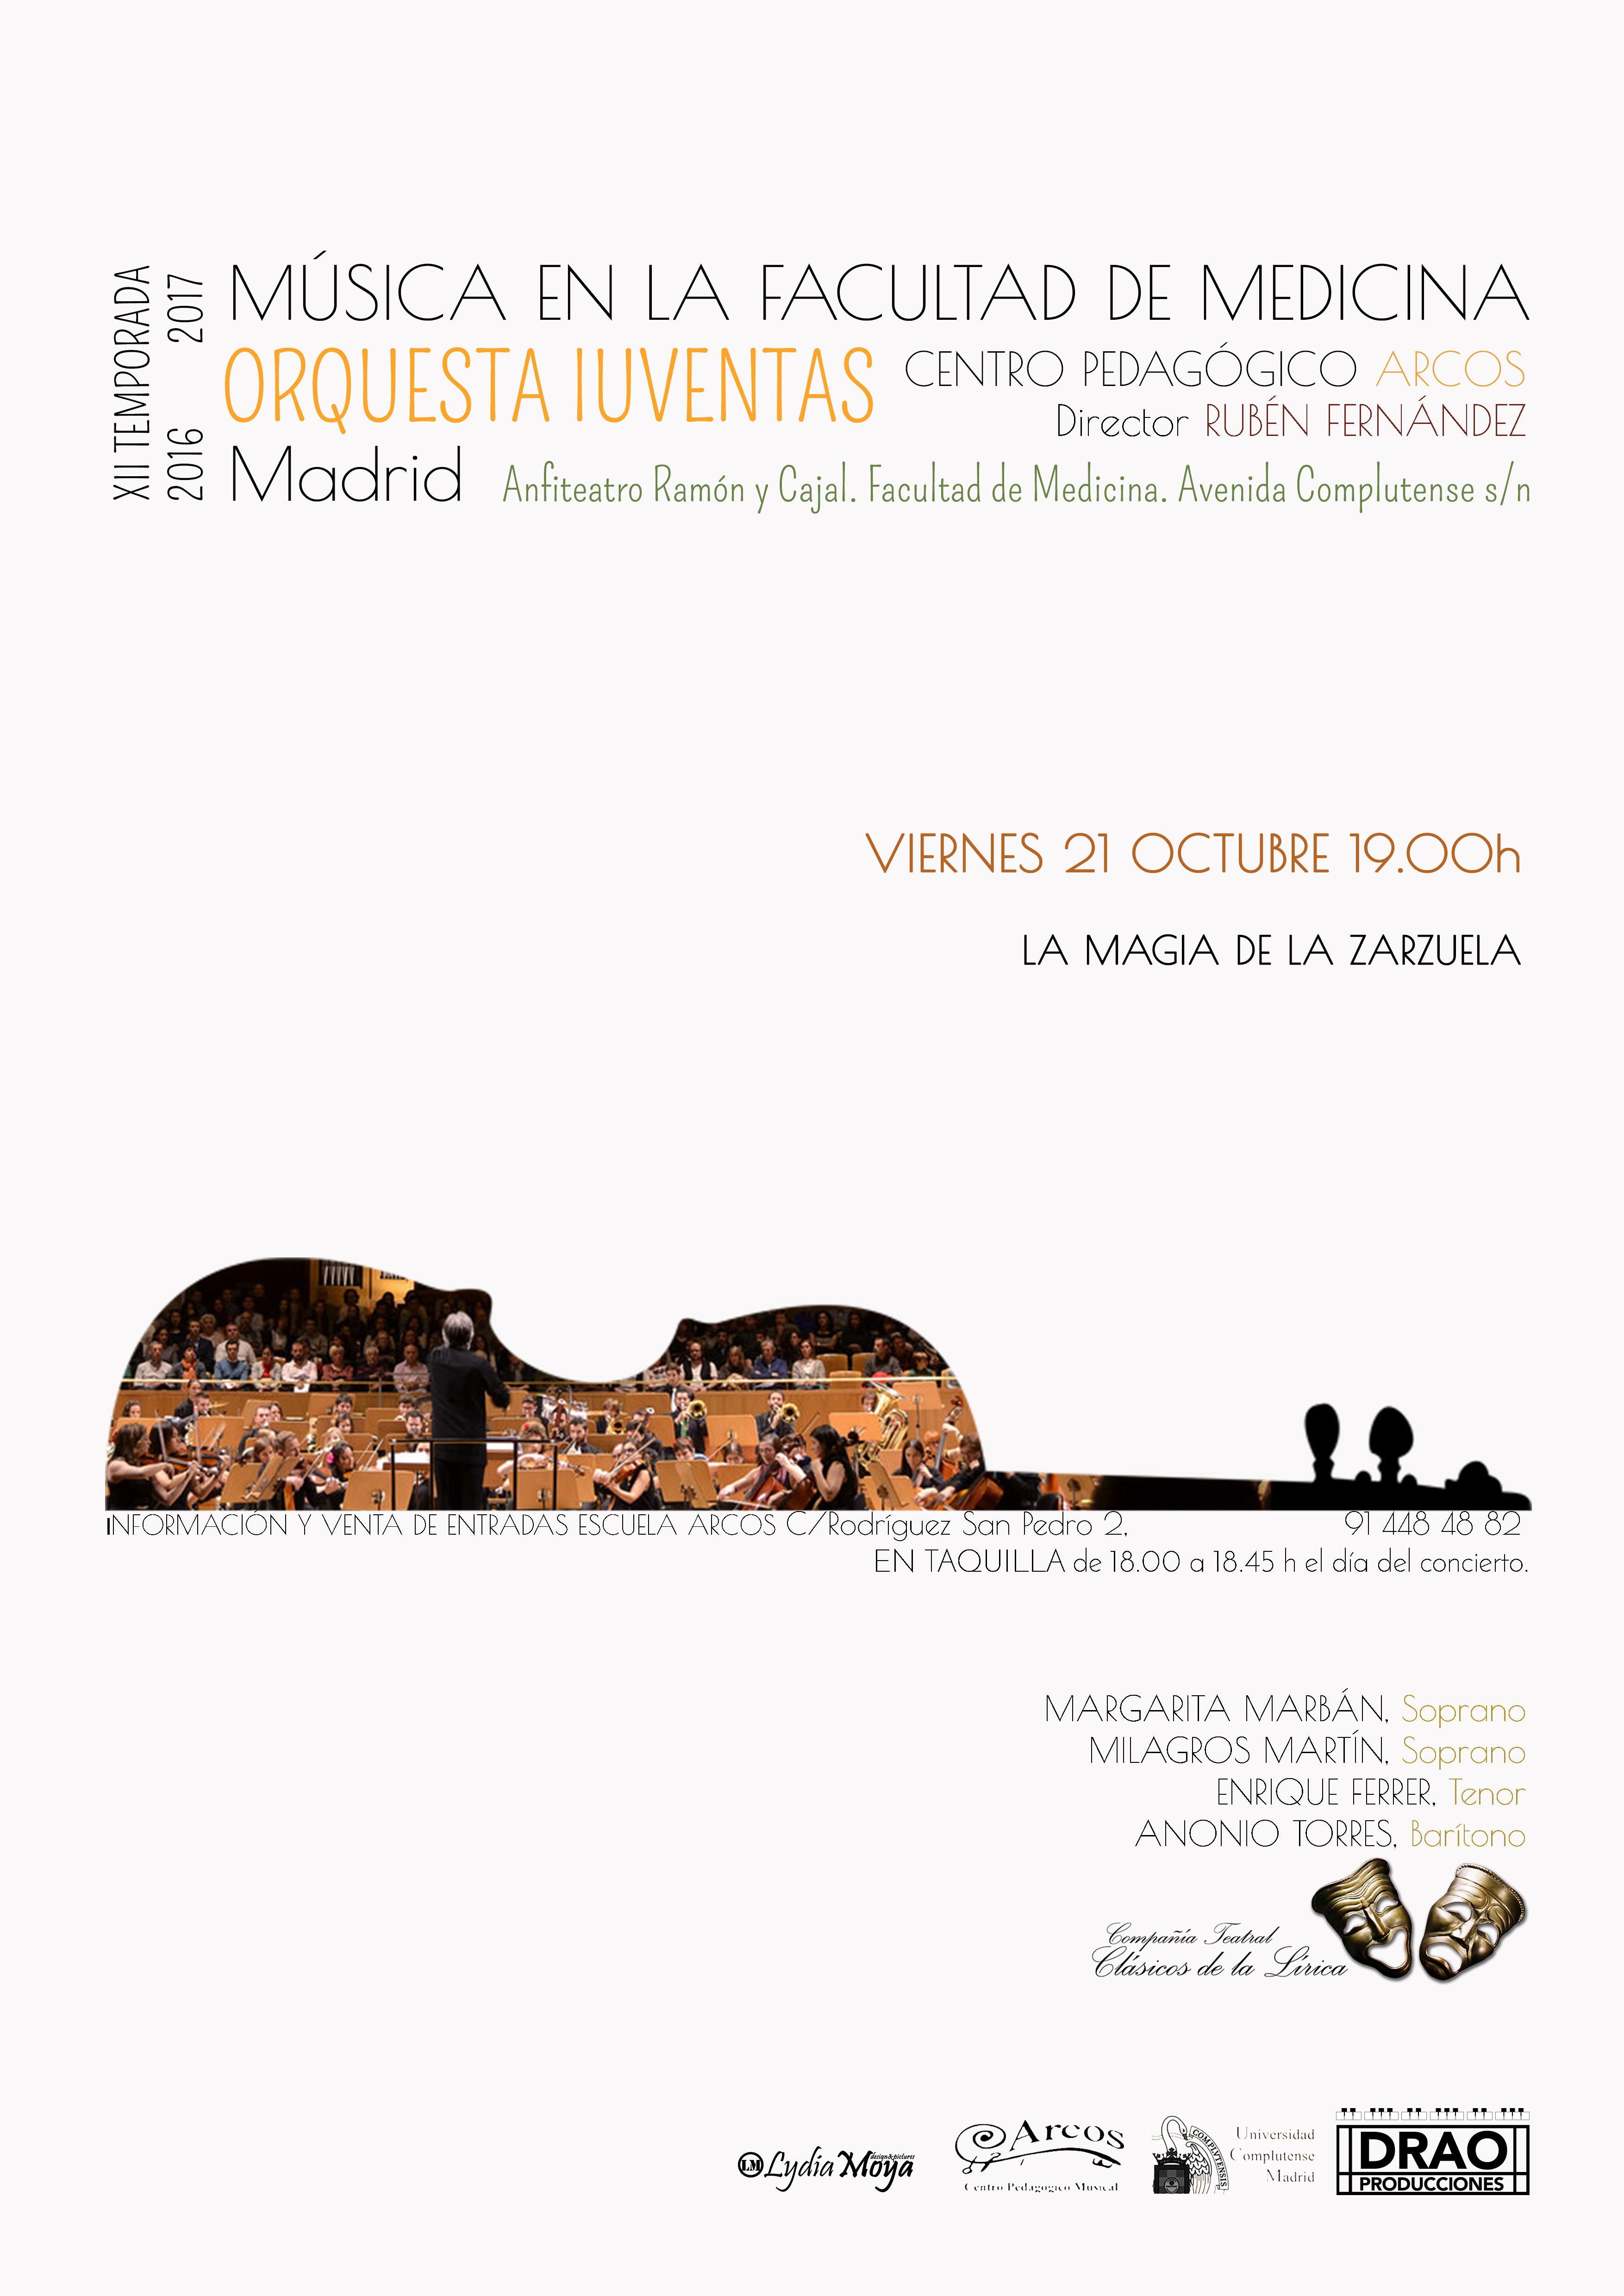 XII TEMPORADA
2016 2017
MÚSICA EN LA FACULTAD DE MEDICINA
ORQUESTA IUVENTAS
CENTRO PEDAGÓGICO ARCOS
Director RUBÉN FERNÁNDEZ
Madrid
Anfiteatro Ramón y Cajal. Facultad de Medicina. Avenida Complutense s/n
VIERNES 21 OCTUBRE 19.00h
LA MAGIA DE LA ZARZUELA
INFORMACIÓN Y VENTA DE ENTRADAS ESCUELA ARCOS C/Rodríguez San Pedro 2, 91 448 48 82
EN TAQUILLA de 18.00 a 18.45 h el día del concierto.
MARGARITA MARBÁN, Soprano
MILAGROS MARTÍN, Soprano
ENRIQUE FERRER, Tenor
ANONIO TORRES, Barítono
Compañía Teatral
Clásicos de la Lírica
LM Lydia Moya
design&pictures
Arcos
Centro Pedagogico Musical
COMPLUTENSIS
Universidad
Complutense
Madrid
DRAO
PRODUCCIONES